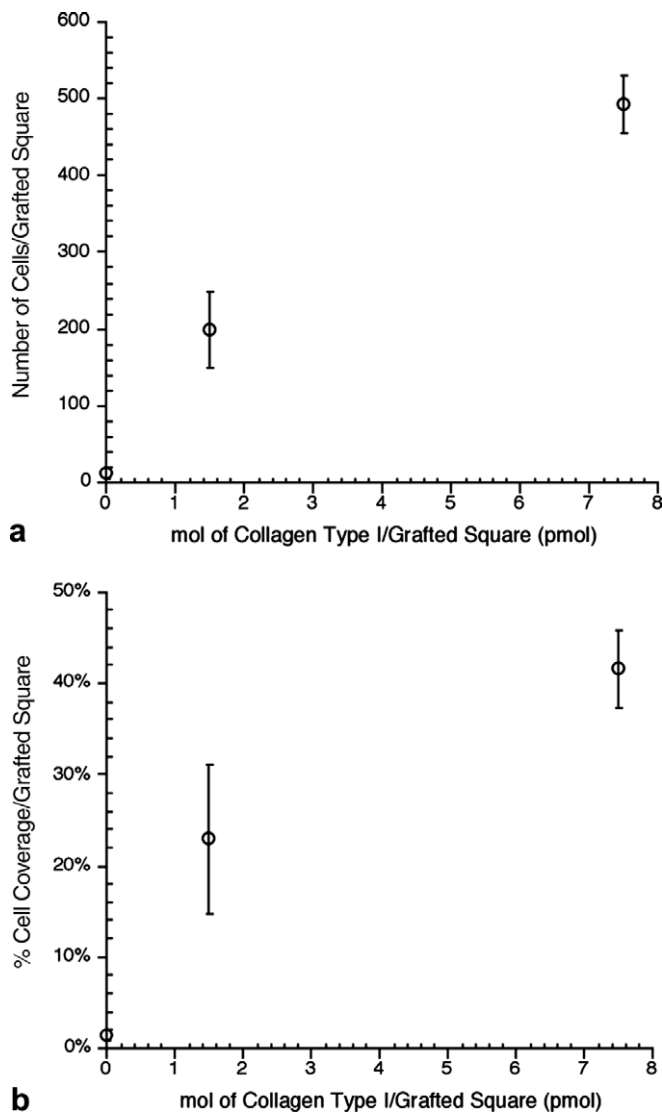 600
500
400
300
200
100
0
Number of Cells/Grafted Square
0 1 2 3 4 5 6 7 8
mol of Collagen Type I/Grafted Square (pmol)
a
50%
40%
30%
20%
10%
0%
% Cell Coverage/Grafted Square
0 1 2 3 4 5 6 7 8
mol of Collagen Type I/Grafted Square (pmol)
b